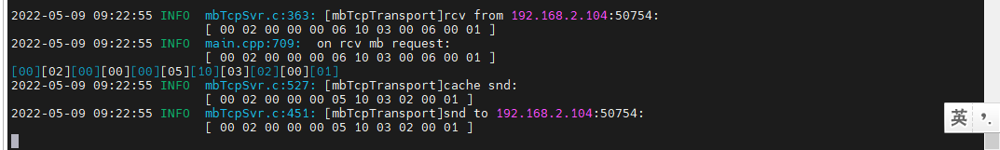 2022-05-09 09:22:55 INFO  mbTcpSvr.c:363: [mbTcpTransport]rcv from 192.168.2.104:50754:
[ 00 02 00 00 00 06 10 03 00 06 00 01 ]
2022-05-09 09:22:55 INFO  main.cpp:709:  on rcv mb request:
[ 00 02 00 00 00 06 10 03 00 06 00 01 ]
[00][02][00][00][00][05][10][03][02][00][01]
2022-05-09 09:22:55 INFO  mbTcpSvr.c:527: [mbTcpTransport]cache snd:
[ 00 02 00 00 00 05 10 03 02 00 01 ]
2022-05-09 09:22:55 INFO  mbTcpSvr.c:451: [mbTcpTransport]snd to 192.168.2.104:50754:
[ 00 02 00 00 00 05 10 03 02 00 01 ]
英